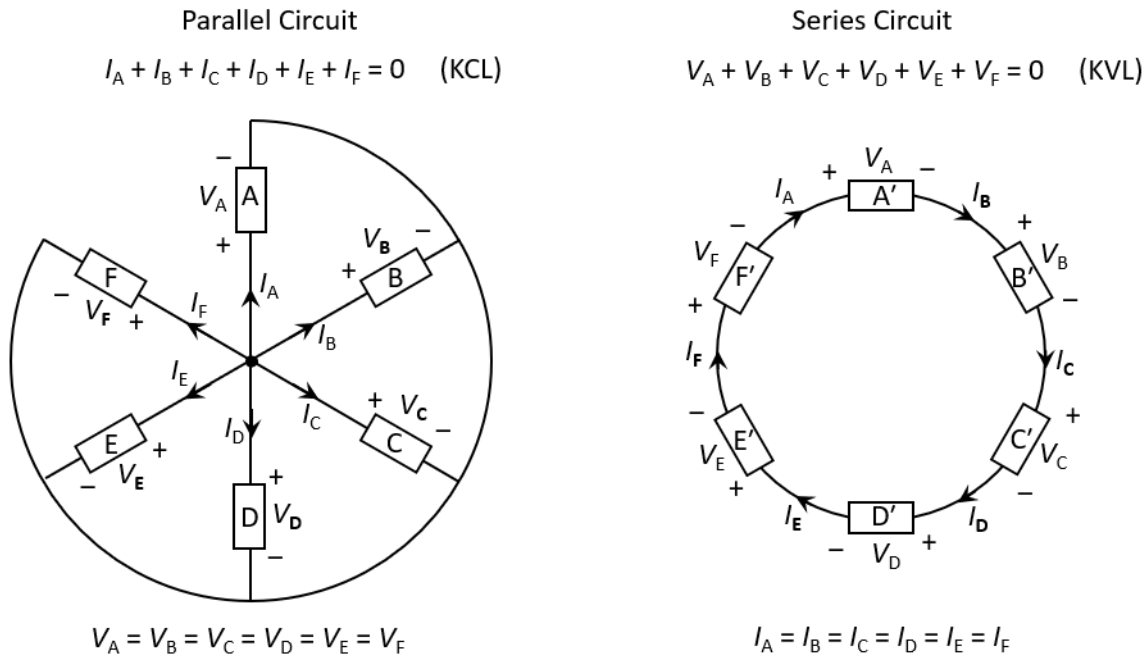 Parallel Circuit
I_A + I_B + I_C + I_D + I_E + I_F = 0 (KCL)
−
V_A
A
+
I_A
V_B
−
B
+
I_B
F
−
V_F
+
I_F
I_E
E
+
V_E
−
I_D
+
D
V_D
−
I_C
+
V_C
C
−
V_A = V_B = V_C = V_D = V_E = V_F
Series Circuit
V_A + V_B + V_C + V_D + V_E + V_F = 0 (KVL)
+
V_A
−
A′
I_A
I_B
−
V_F
F′
+
+
V_B
B′
−
I_F
I_C
−
E′
V_E
+
+
C′
V_C
−
I_E
D′
I_D
−
V_D
+
I_A = I_B = I_C = I_D = I_E = I_F